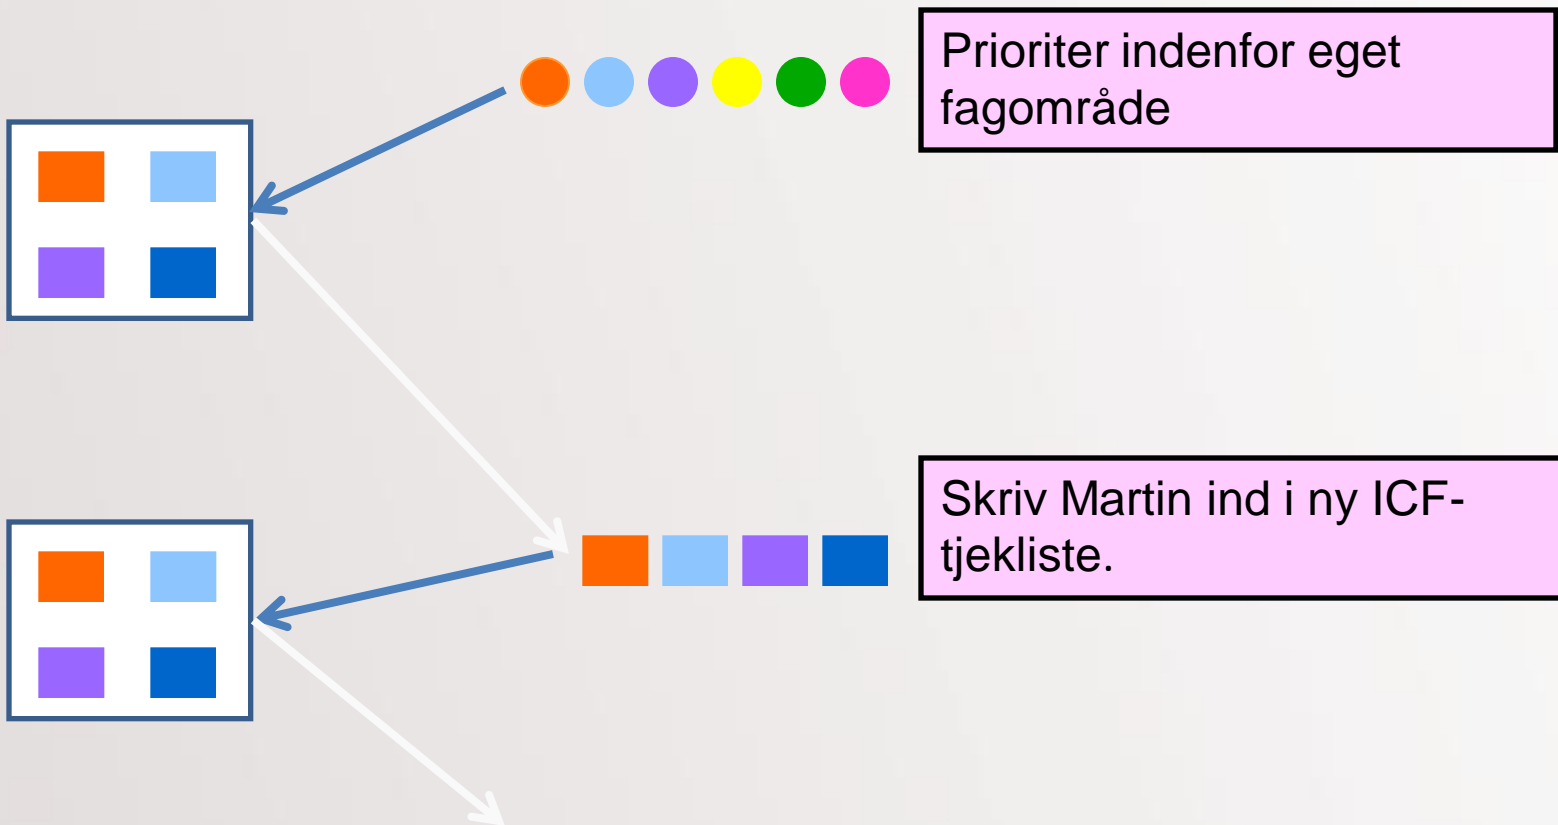 Prioriter indenfor eget
fagområde
Skriv Martin ind i ny ICF-
tjekliste.